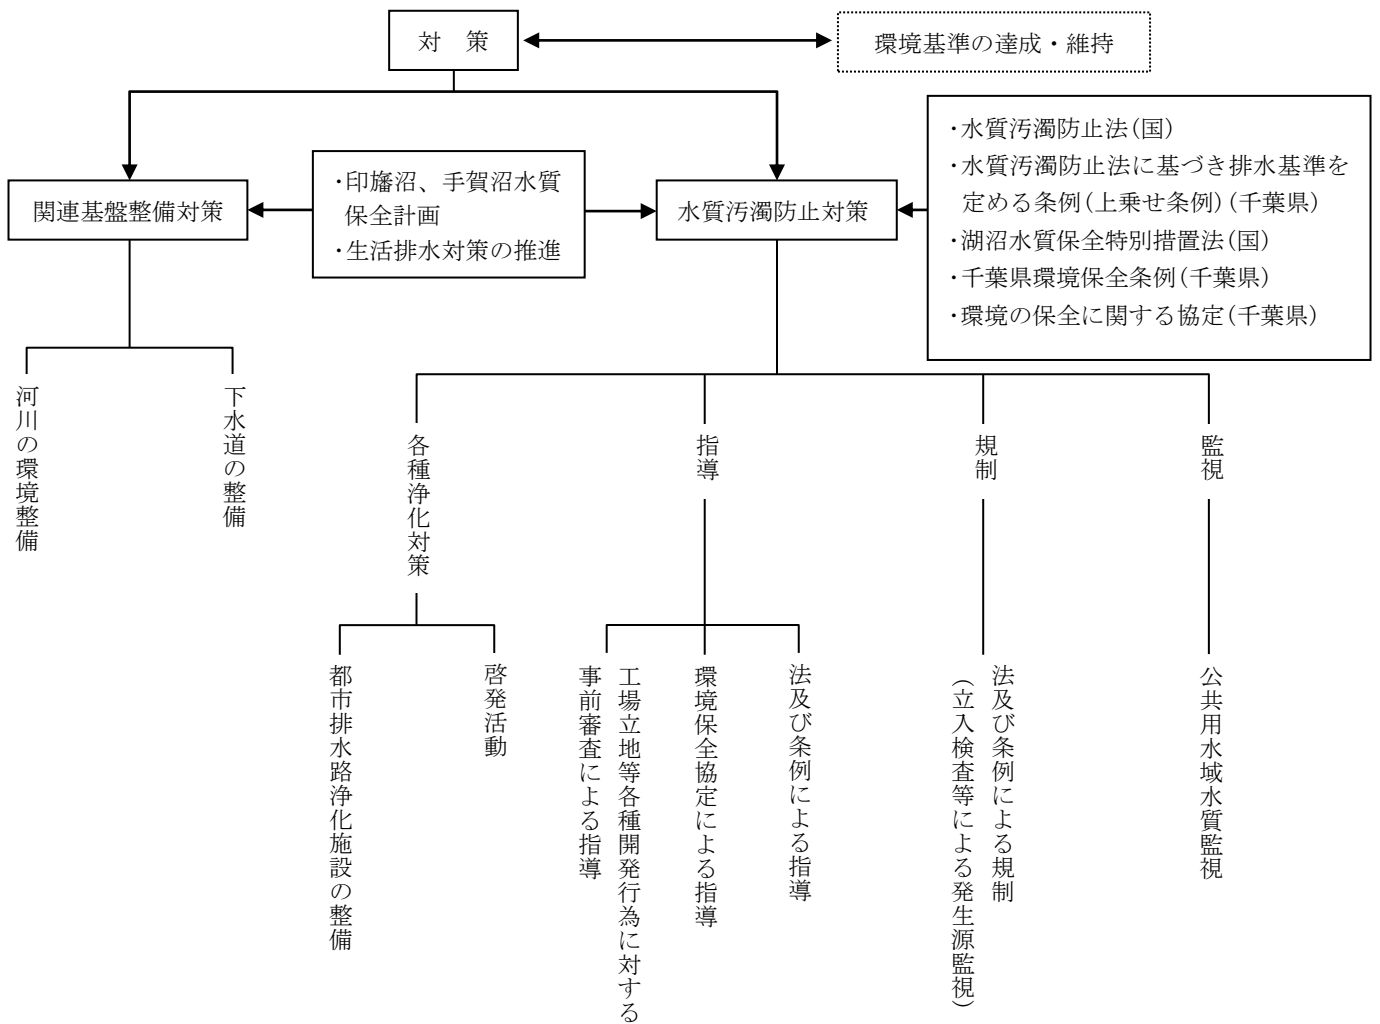 対　策
環境基準の達成・維持
・水質汚濁防止法(国)
・水質汚濁防止法に基づき排水基準を
定める条例(上乗せ条例)(千葉県)
・湖沼水質保全特別措置法(国)
・千葉県環境保全条例(千葉県)
・環境の保全に関する協定(千葉県)
・印旛沼、手賀沼水質
保全計画
・生活排水対策の推進
関連基盤整備対策
水質汚濁防止対策
河川の環境整備
下水道の整備
各種浄化対策
指導
規制
監視
都市排水路浄化施設の整備
啓発活動
工場立地等各種開発行為に対する
事前審査による指導
環境保全協定による指導
法及び条例による指導
法及び条例による規制
(立入検査等による発生源監視)
公共用水域水質監視